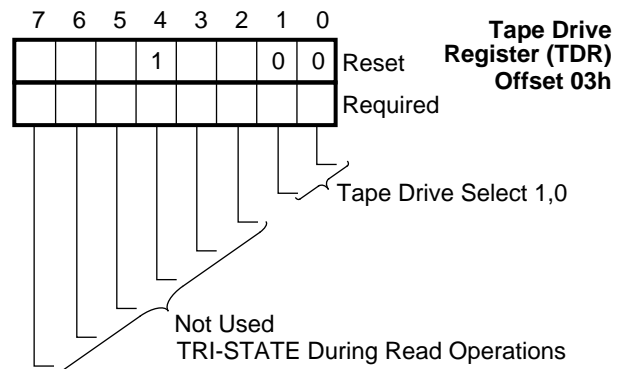 7 6 5 4 3 2 1 0
Tape Drive
Register (TDR)
Offset 03h
1 0 0 Reset
Required
Tape Drive Select 1,0
Not Used
TRI-STATE During Read Operations